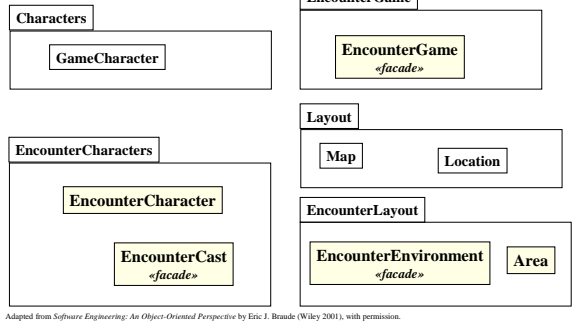 Characters
GameCharacter
EncounterCharacters
EncounterCharacter
EncounterCast
«facade»
EncounterGame
EncounterGame
«facade»
Layout
Map
Location
EncounterLayout
EncounterEnvironment
«facade»
Area
Adapted from Software Engineering: An Object-Oriented Perspective by Eric J. Braude (Wiley 2001), with permission.